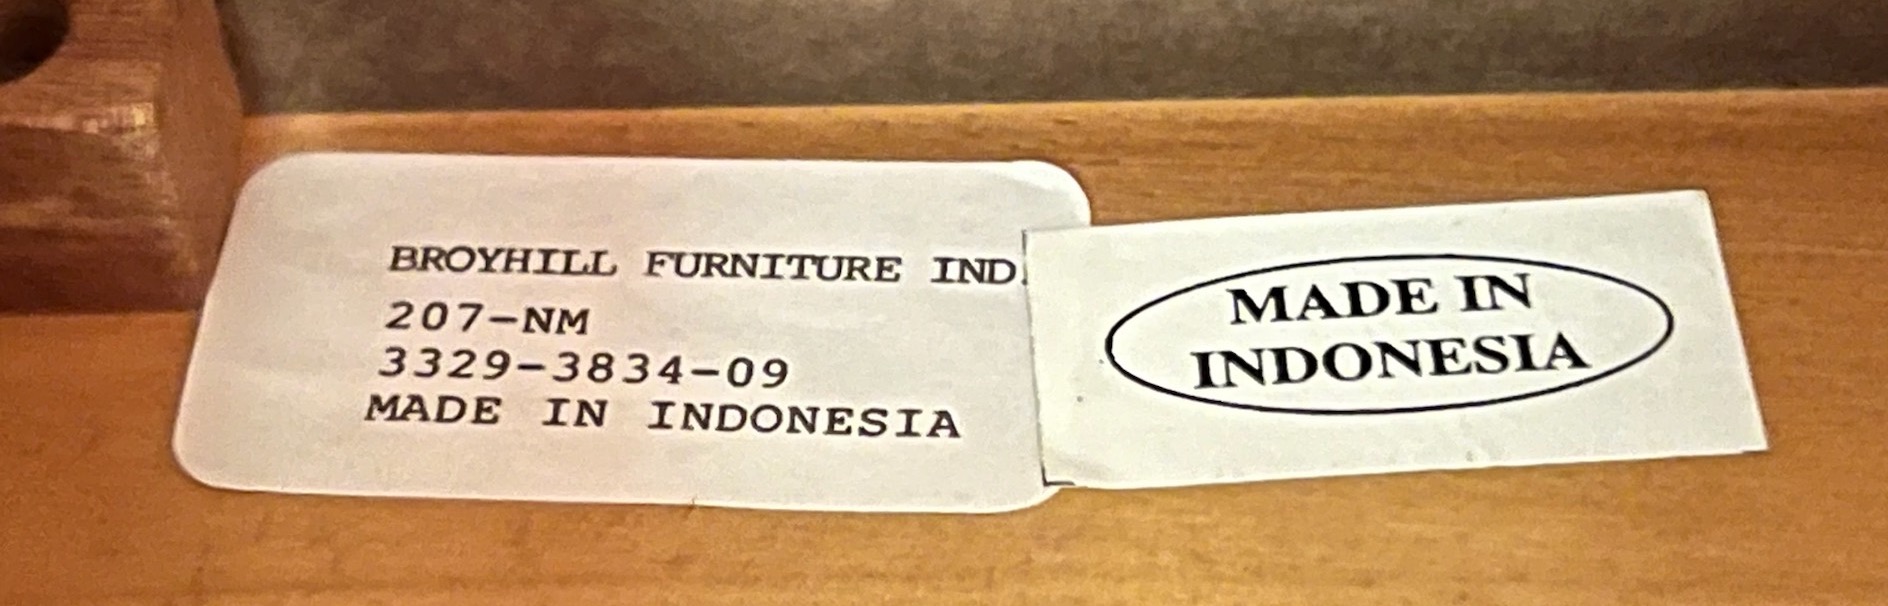 BROYHILL FURNITURE IND.
207-NM
3329-3834-09
MADE IN INDONESIA
MADE IN
INDONESIA